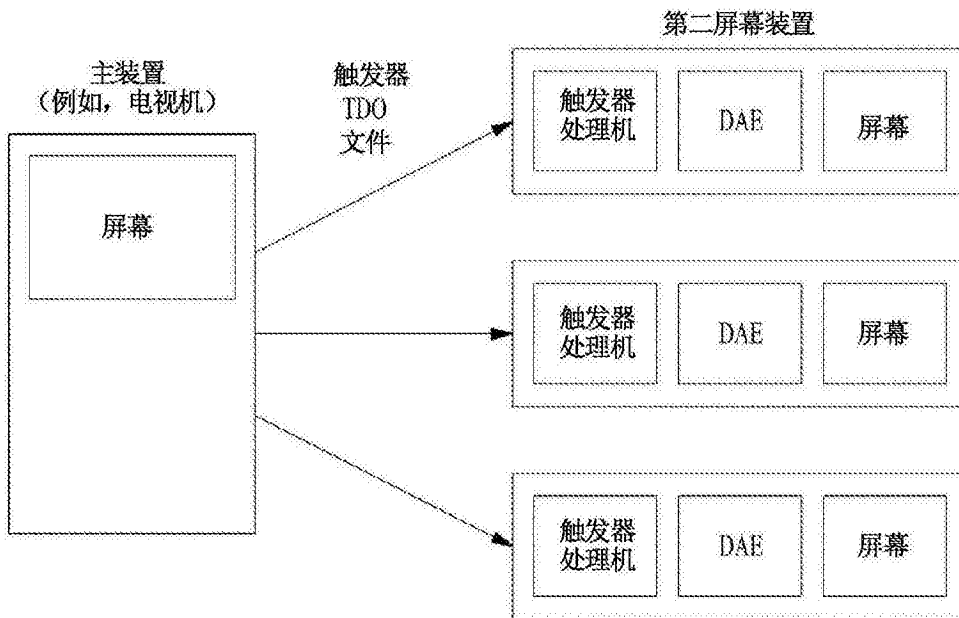 第二屏幕装置
主装置
（例如，电视机）
触发器
TDO
文件
屏幕
触发器
处理机
DAE
屏幕
触发器
处理机
DAE
屏幕
触发器
处理机
DAE
屏幕